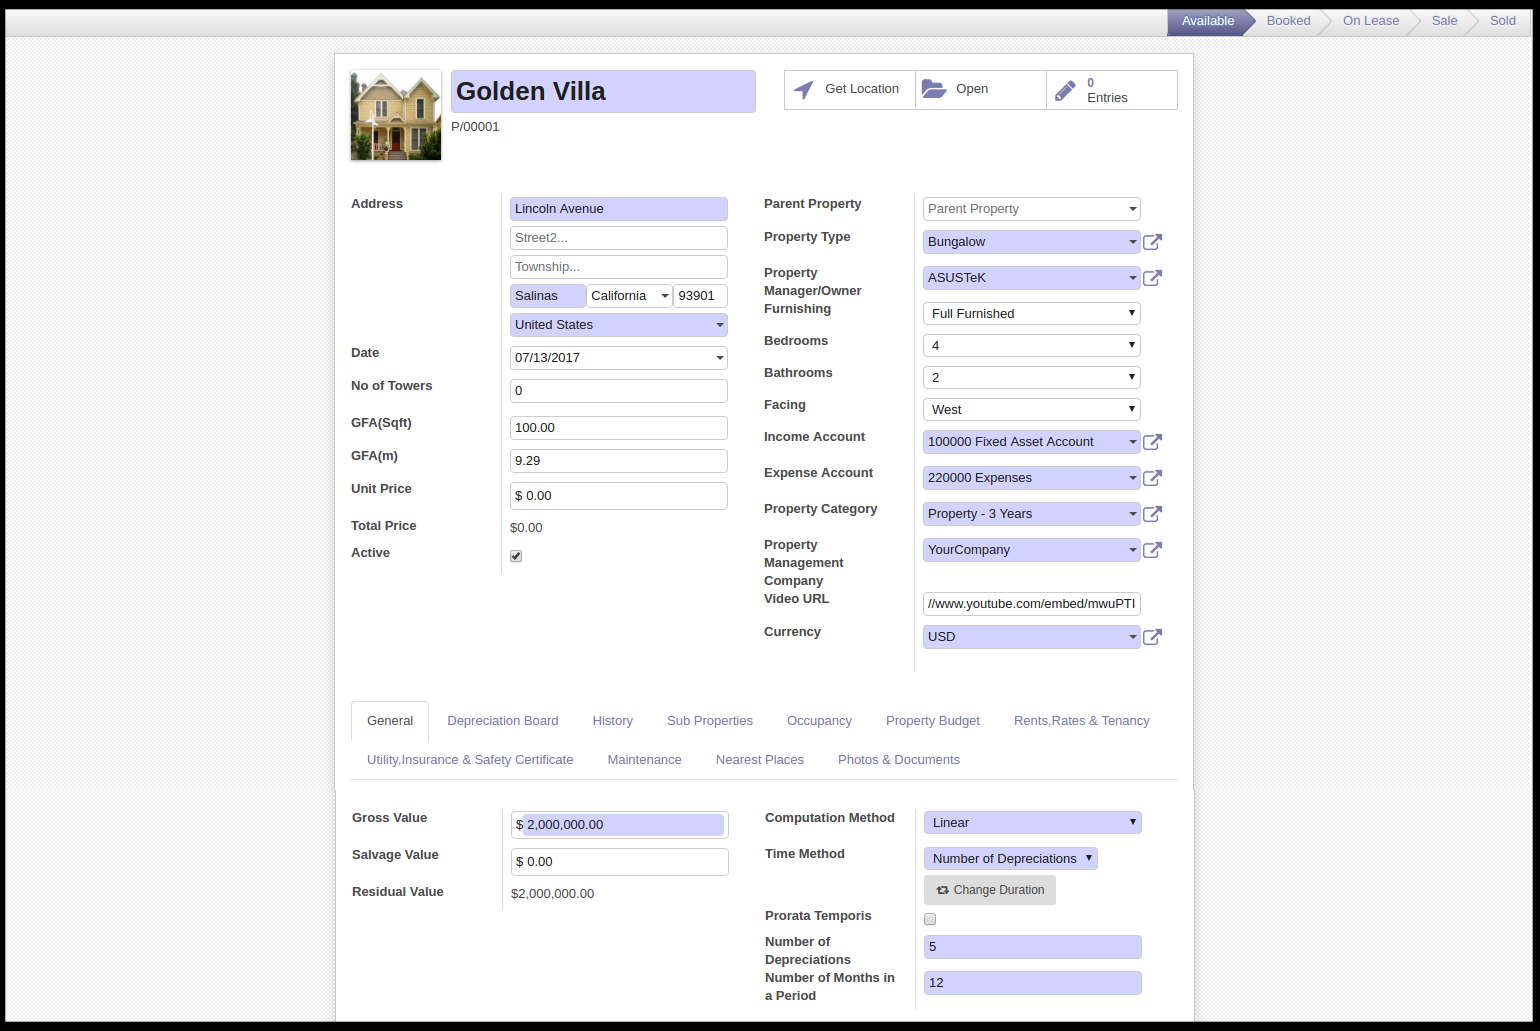 Available Booked On Lease Sale Sold
Golden Villa
P/00001
Get Location
Open
0
Entries
Address
Lincoln Avenue
Street2...
Township...
Salinas California 93901
United States
Date 07/13/2017
No of Towers 0
GFA(Sqft) 100.00
GFA(m) 9.29
Unit Price $ 0.00
Total Price $0.00
Active
Parent Property Parent Property
Property Type Bungalow
Property
Manager/Owner ASUSTeK
Furnishing Full Furnished
Bedrooms 4
Bathrooms 2
Facing West
Income Account 100000 Fixed Asset Account
Expense Account 220000 Expenses
Property Category Property - 3 Years
Property
Management
Company YourCompany
Video URL //www.youtube.com/embed/mwuPTI
Currency USD
General Depreciation Board History Sub Properties Occupancy Property Budget Rents,Rates & Tenancy
Utility,Insurance & Safety Certificate Maintenance Nearest Places Photos & Documents
Gross Value $ 2,000,000.00
Salvage Value $ 0.00
Residual Value $2,000,000.00
Computation Method Linear
Time Method Number of Depreciations
Change Duration
Prorata Temporis
Number of
Depreciations 5
Number of Months in
a Period 12